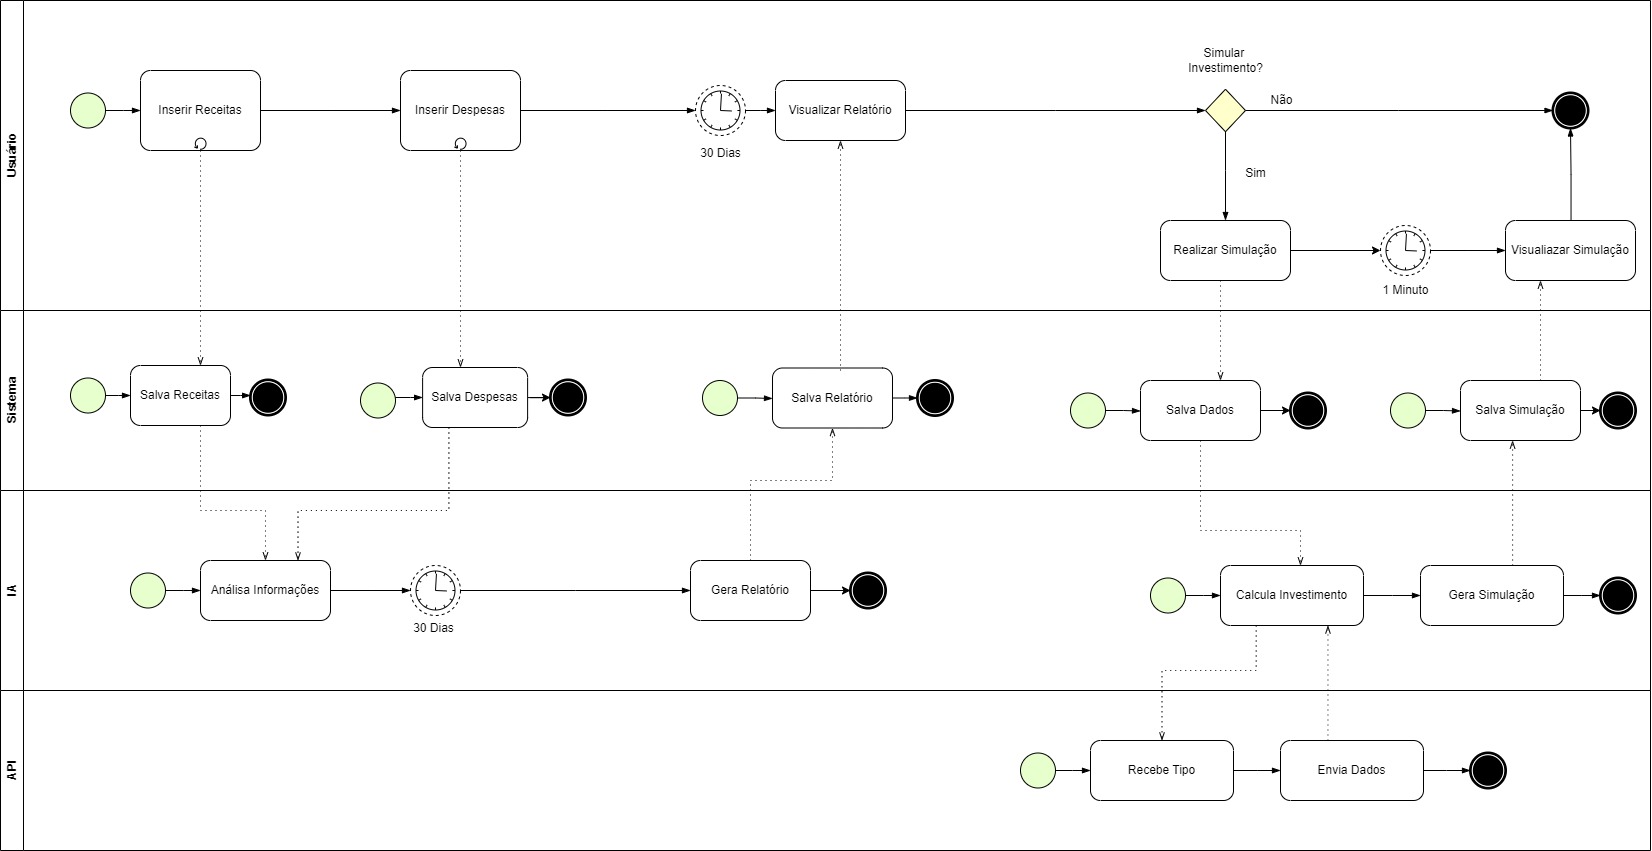 Usuário
Simular
Investimento?
Inserir Receitas
Inserir Despesas
30 Dias
Visualizar Relatório
Não
Sim
Realizar Simulação
1 Minuto
Visualiazar Simulação
Sistema
Salva Receitas
Salva Despesas
Salva Relatório
Salva Dados
Salva Simulação
IA
Análisa Informações
30 Dias
Gera Relatório
Calcula Investimento
Gera Simulação
API
Recebe Tipo
Envia Dados